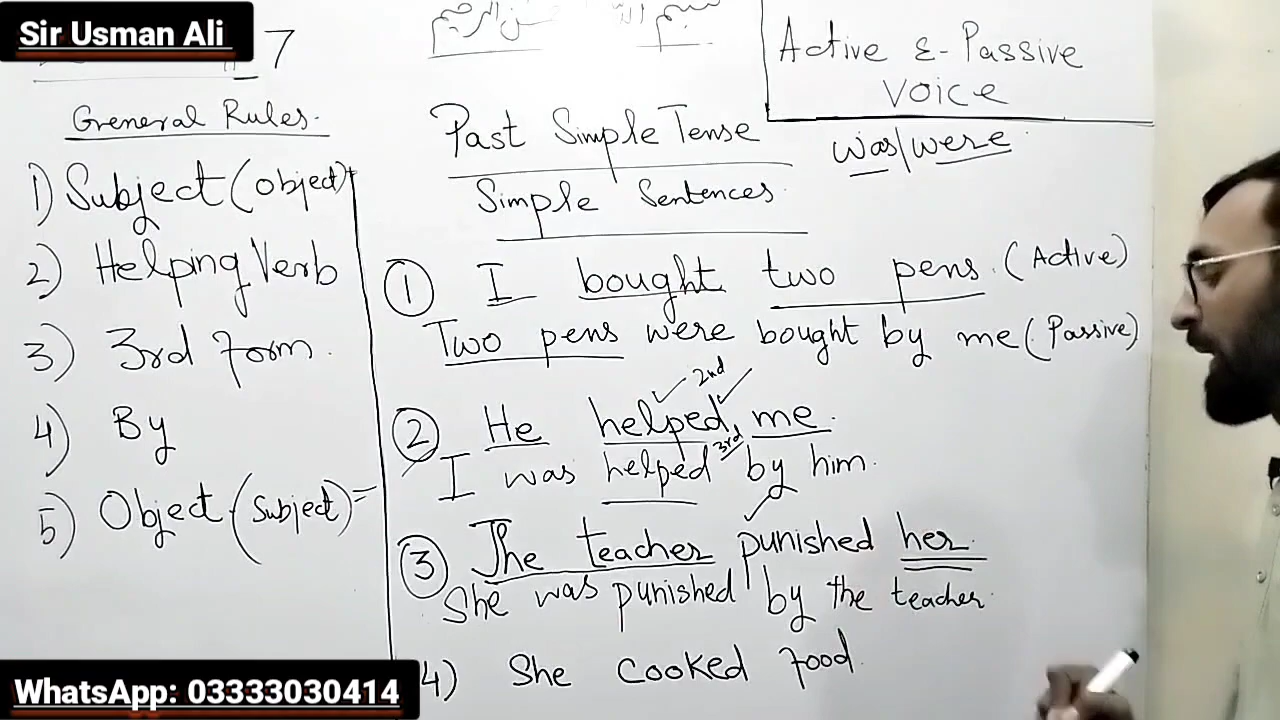 Sir Usman Ali
7
Active & Passive
Voice
was/were
General Rules.
1) Subject (object)
2) Helping Verb
3) 3rd form.
4) By
5) Object (Subject)
Past Simple Tense
Simple Sentences
1 I bought two pens. (Active)
Two pens were bought by me (Passive)
2nd
2 He helped me.
3rd
I was helped by him.
3 The teacher punished her.
She was punished by the teacher.
4) She cooked food.
WhatsApp: 03333030414